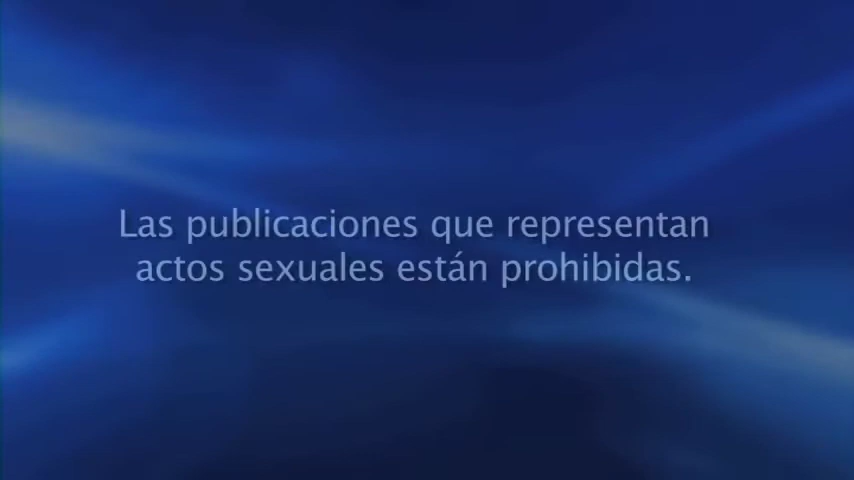 Las publicaciones que representan
actos sexuales están prohibidas.